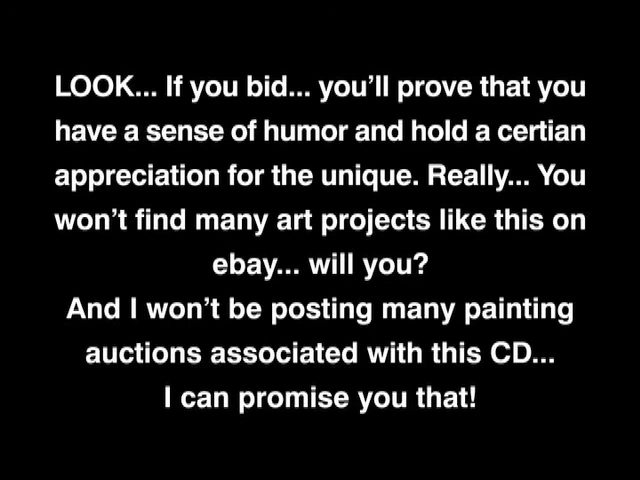 LOOK... If you bid... you’ll prove that you
have a sense of humor and hold a certian
appreciation for the unique. Really... You
won’t find many art projects like this on
ebay... will you?
And I won’t be posting many painting
auctions associated with this CD...
I can promise you that!